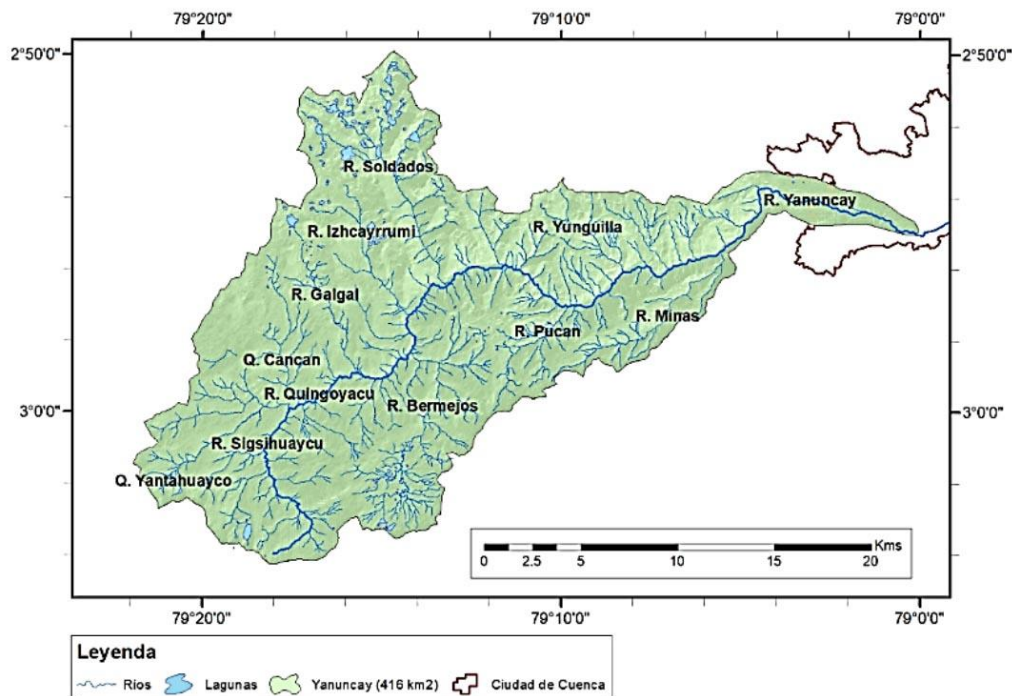 79°20'0"W
79°10'0"W
79°0'0"
2°50'0"
2°50'0"
R. Soldados
R. Yanuncay
R. Izhcayrrumi
R. Yunguilla
R. Galgal
R. Minas
R. Pucan
Q. Cancan
R. Quingoyacu
R. Bermejos
3°0'0"
3°0'0"
R. Sigsihuaycu
Q. Yantahuayco
Kms
0
2.5
5
10
15
20
79°20'0"
79°10'0"
79°0'0"
Leyenda
Ríos
Lagunas
Yanuncay (416 km2)
Ciudad de Cuenca